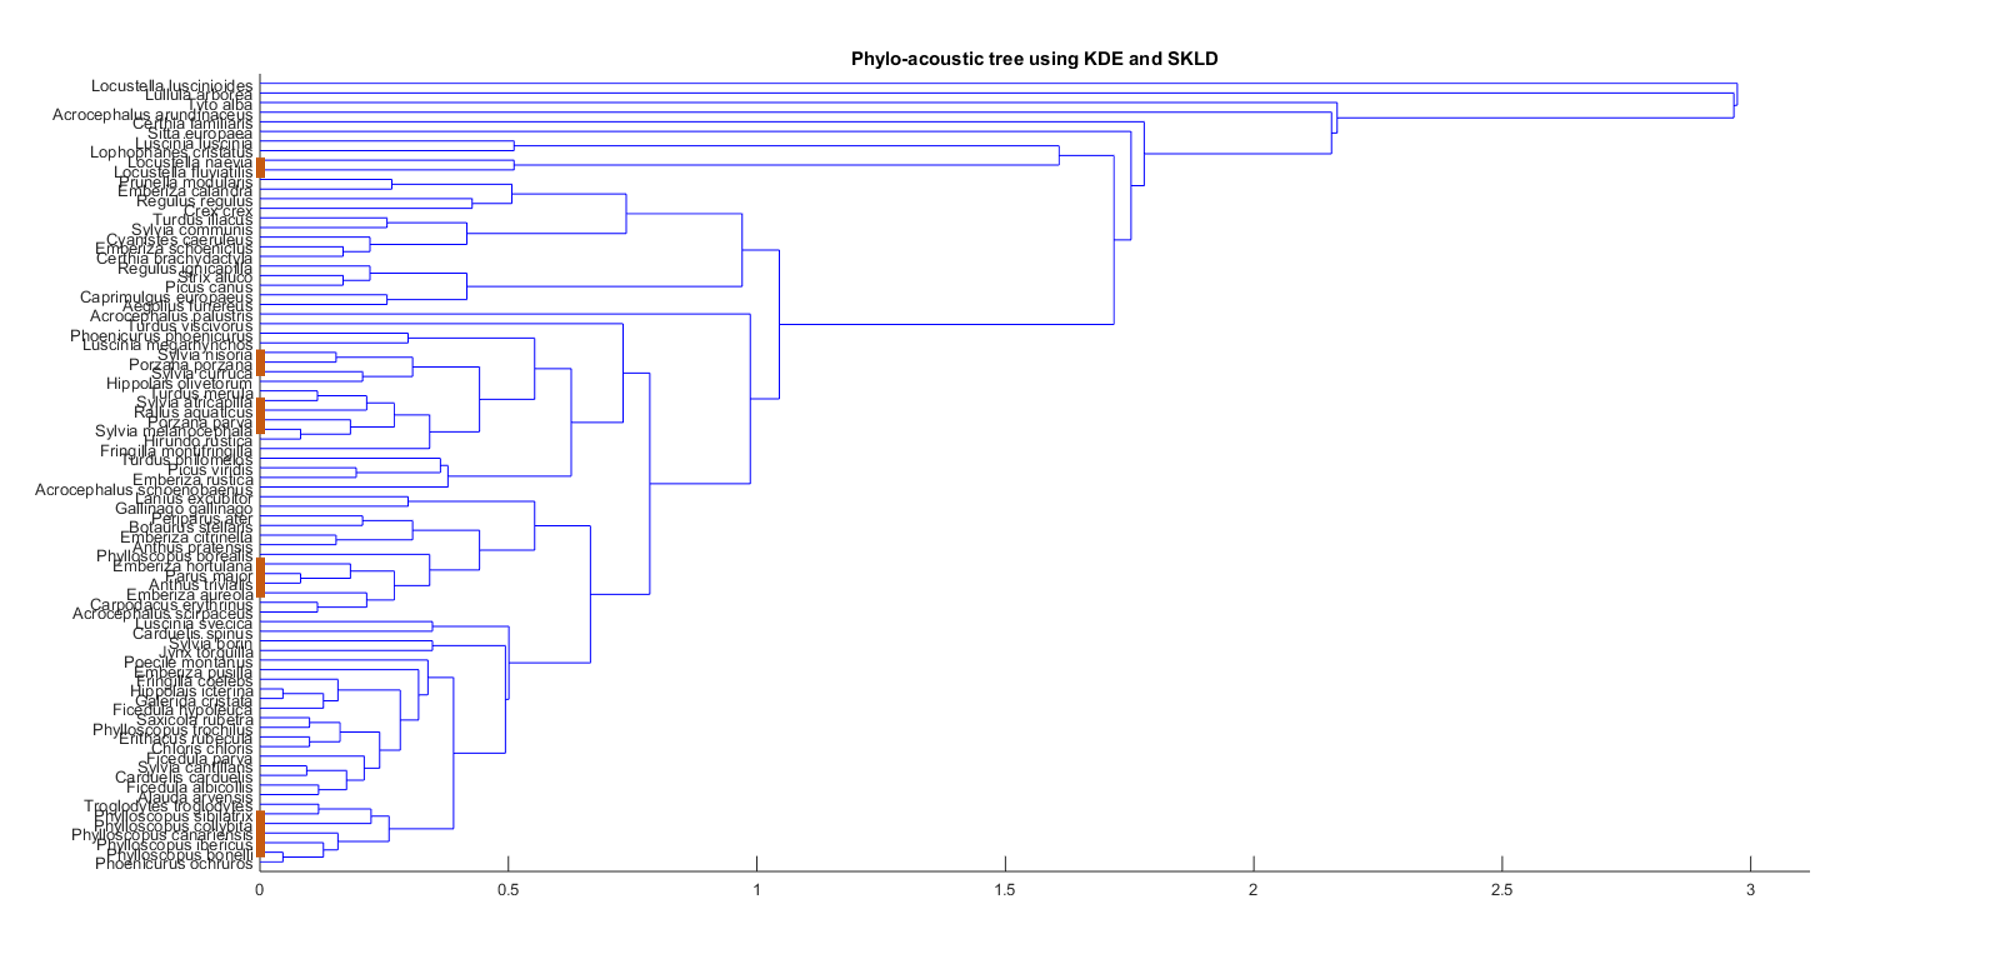 Phylo-acoustic tree using KDE and SKLD
Locustella luscinioides
Lullula arborea
Tyto alba
Acrocephalus arundinaceus
Certhia familiaris
Sitta europaea
Luscinia luscinia
Lophophanes cristatus
Locustella naevia
Locustella fluviatilis
Prunella modularis
Emberiza calandra
Regulus regulus
Crex crex
Turdus iliacus
Sylvia communis
Cyanistes caeruleus
Emberiza schoeniclus
Certhia brachydactyla
Regulus ignicapilla
Strix aluco
Picus canus
Caprimulgus europaeus
Aegolius funereus
Acrocephalus palustris
Turdus viscivorus
Phoenicurus phoenicurus
Luscinia megarhynchos
Sylvia nisoria
Porzana porzana
Sylvia curruca
Hippolais olivetorum
Turdus merula
Sylvia atricapilla
Rallus aquaticus
Porzana parva
Sylvia melanocephala
Hirundo rustica
Fringilla montifringilla
Turdus philomelos
Picus viridis
Emberiza rustica
Acrocephalus schoenobaenus
Lanius excubitor
Gallinago gallinago
Periparus ater
Botaurus stellaris
Emberiza citrinella
Anthus pratensis
Phylloscopus borealis
Emberiza hortulana
Parus major
Anthus trivialis
Emberiza aureola
Carpodacus erythrinus
Acrocephalus scirpaceus
Luscinia svecica
Carduelis spinus
Sylvia borin
Jynx torquilla
Poecile montanus
Emberiza pusilla
Fringilla coelebs
Hippolais icterina
Galerida cristata
Ficedula hypoleuca
Saxicola rubetra
Phylloscopus trochilus
Erithacus rubecula
Chloris chloris
Ficedula parva
Sylvia cantillans
Carduelis carduelis
Ficedula albicollis
Alauda arvensis
Troglodytes troglodytes
Phylloscopus sibilatrix
Phylloscopus collybita
Phylloscopus canariensis
Phylloscopus ibericus
Phylloscopus bonelli
Phoenicurus ochruros
0 0.5 1 1.5 2 2.5 3